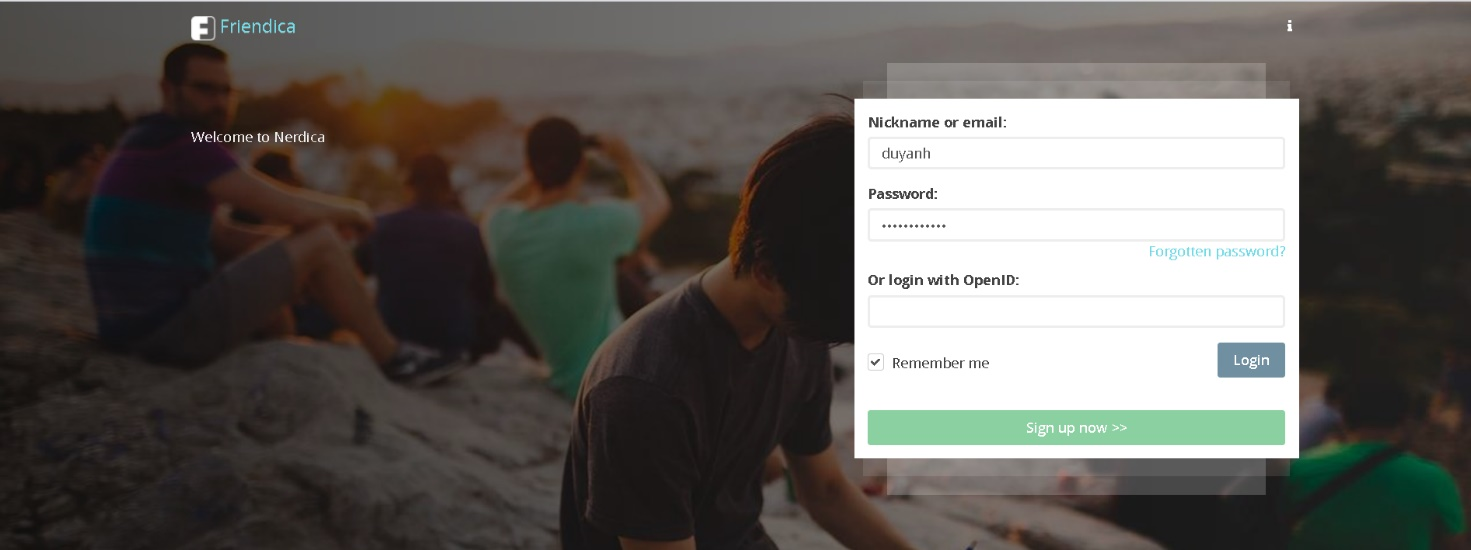 Friendica
Welcome to Nerdica
Nickname or email:
duyanh
Password:
••••••••••••
Forgotten password?
Or login with OpenID:
Remember me
Login
Sign up now >>